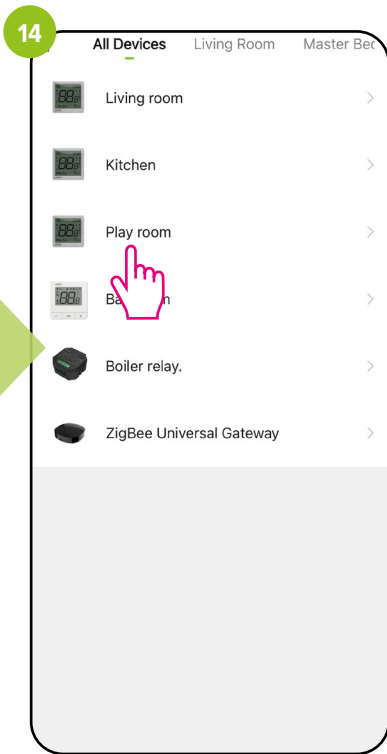 14
All Devices Living Room Master Bec
Living room
Kitchen
Play room
Boiler relay.
ZigBee Universal Gateway